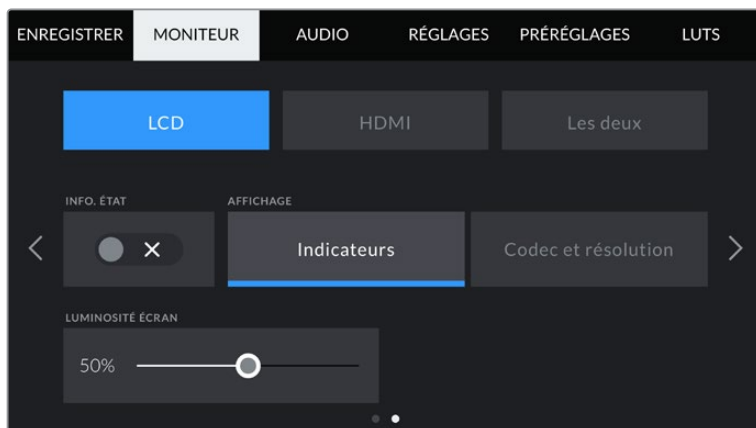 ENREGISTRER MONITEUR AUDIO RÉGLAGES PRÉRÉGLAGES LUTS
LCD HDMI Les deux
INFO. ÉTAT AFFICHAGE
Indicateurs Codec et résolution
LUMINOSITÉ ÉCRAN
50%